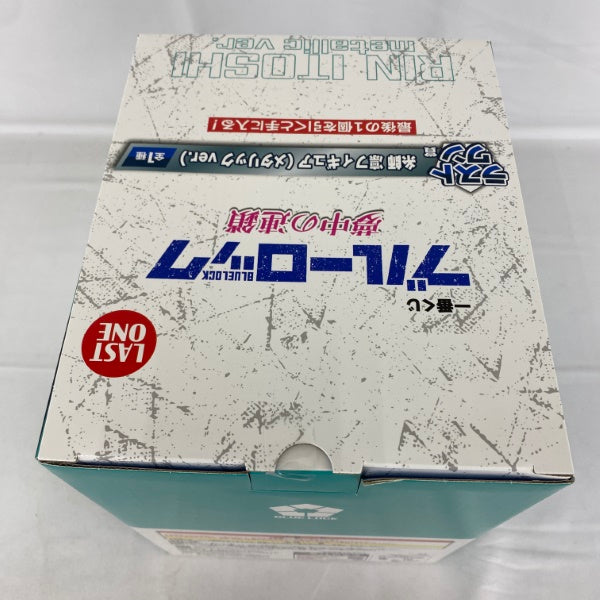 一番くじ
ブルーロック
BLUELOCK
夢中の連鎖
LAST
ONE
ラスト
ワン
賞
糸師 凛フィギュア(メタリック ver.)
全1種
最後の1個を引くと手に入る!
RIN ITOSHI
metallic ver.
BLUE LOCK